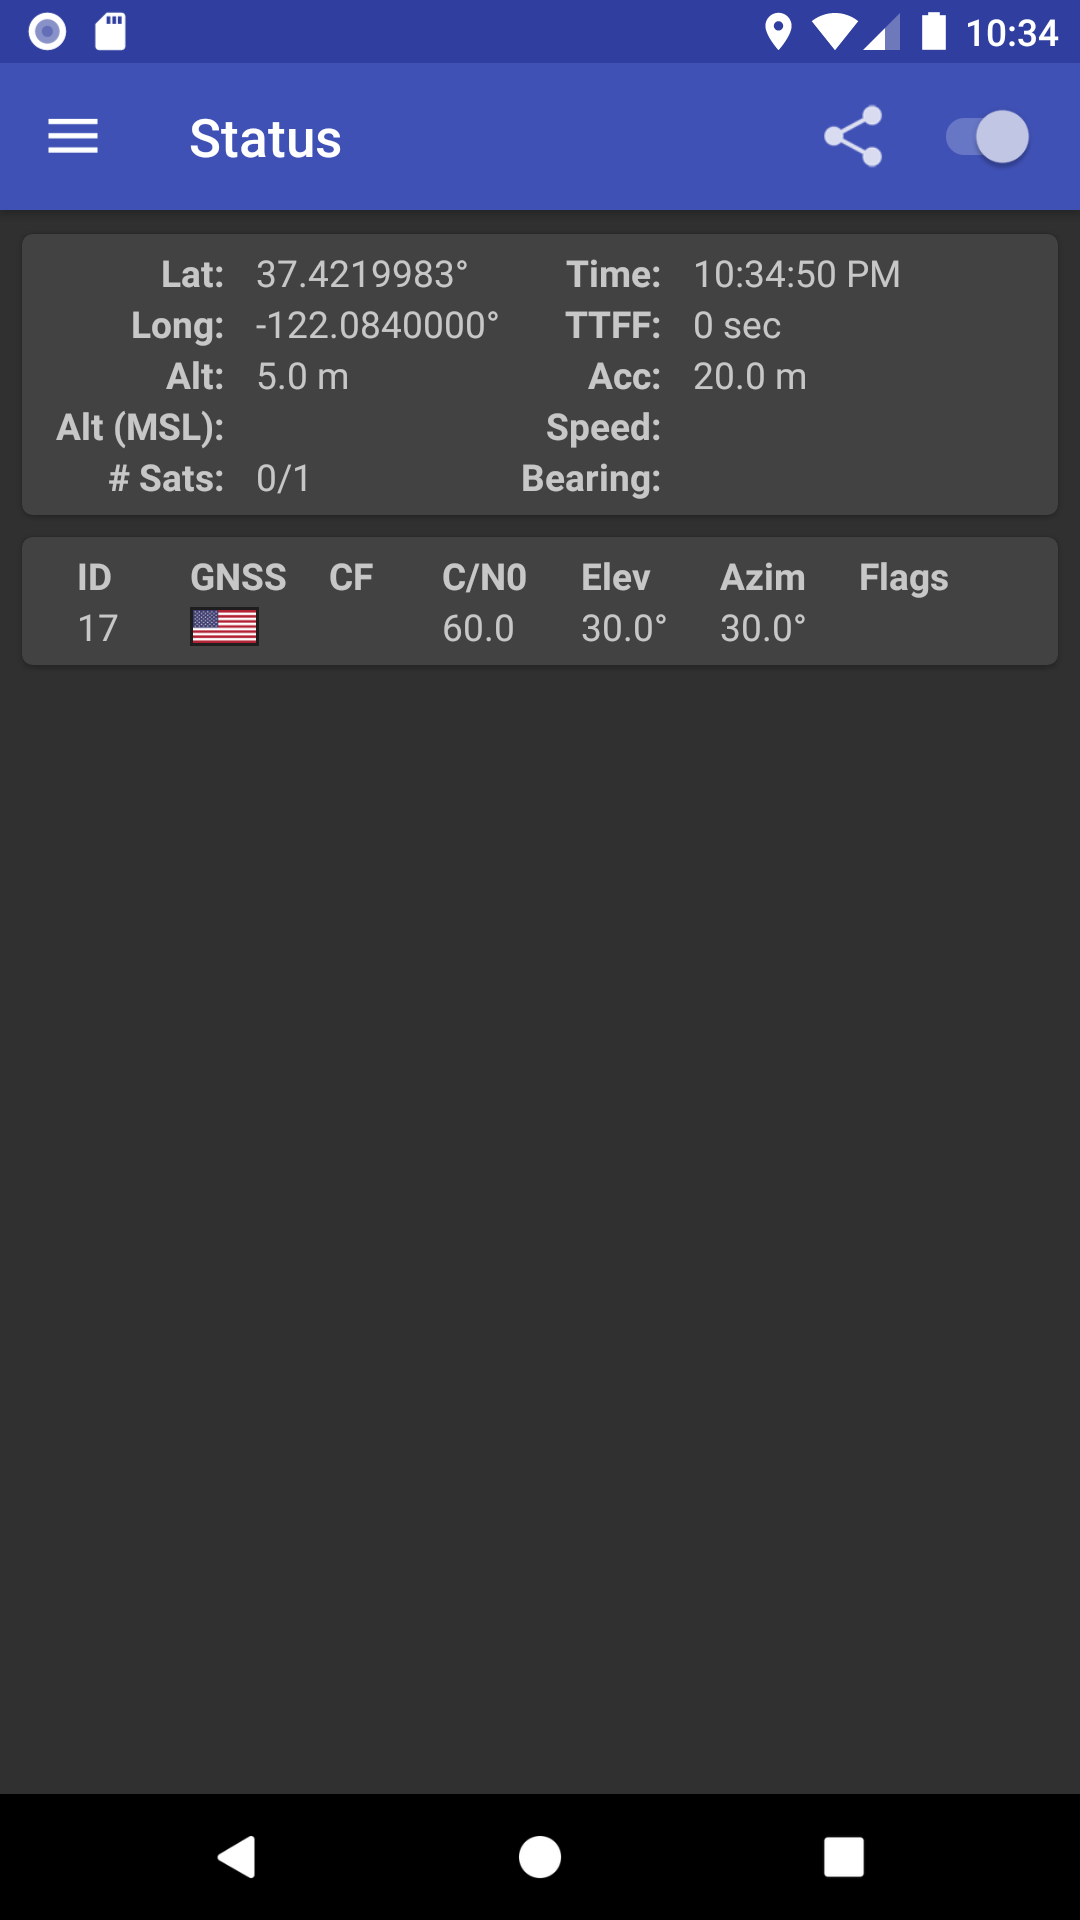 10:34
Status
Lat: 37.4219983° Time: 10:34:50 PM
Long: -122.0840000° TTFF: 0 sec
Alt: 5.0 m Acc: 20.0 m
Alt (MSL): Speed:
# Sats: 0/1 Bearing:
ID GNSS CF C/N0 Elev Azim Flags
17 60.0 30.0° 30.0°